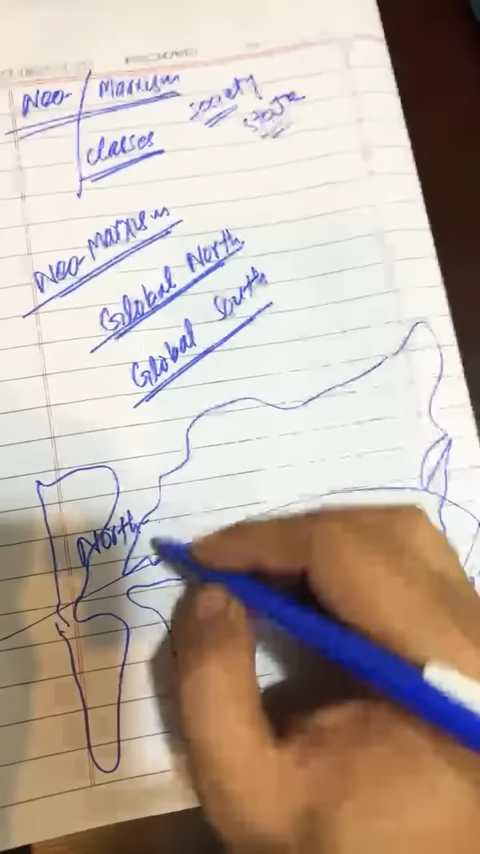 Neo- Marxism
classes
society
state
Neo Marxism
Global North
Global South
North